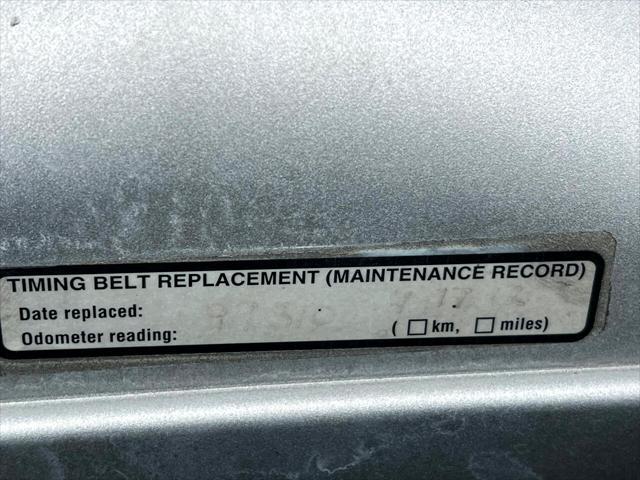 TIMING BELT REPLACEMENT (MAINTENANCE RECORD)
Date replaced:
Odometer reading: ( □ km, □ miles)